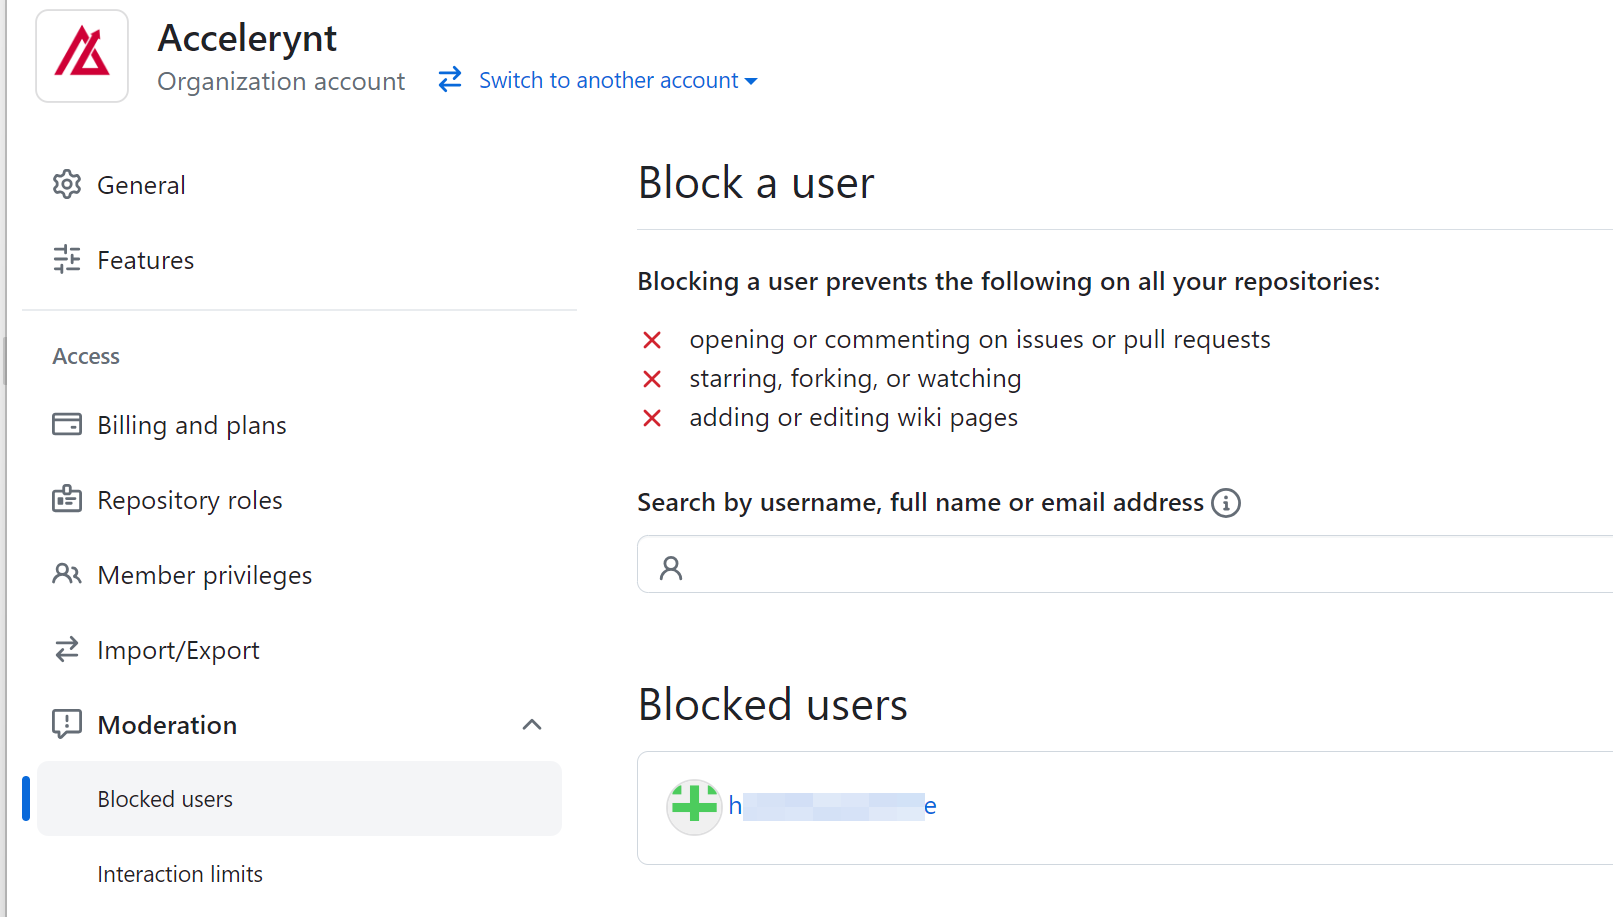 Accelerynt
Organization account
Switch to another account
General
Features
Access
Billing and plans
Repository roles
Member privileges
Import/Export
Moderation
Blocked users
Interaction limits
Block a user
Blocking a user prevents the following on all your repositories:
opening or commenting on issues or pull requests
starring, forking, or watching
adding or editing wiki pages
Search by username, full name or email address
Blocked users